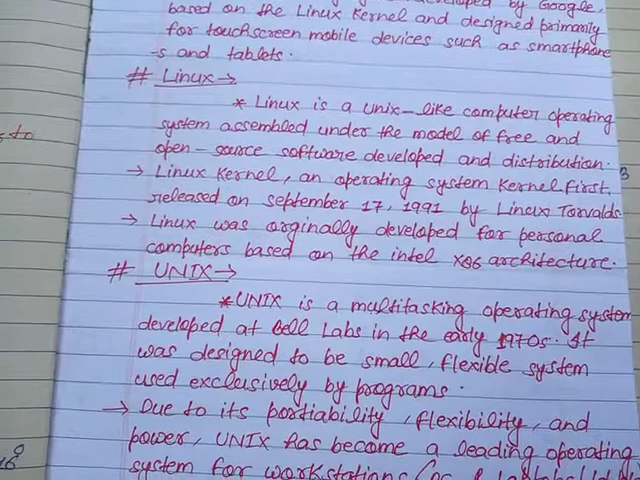 developed by Google,
based on the Linux Kernel and designed primarily
for touchscreen mobile devices such as smartphone
-s and tablets.
# Linux →
* Linux is a unix-like computer operating
system assembled under the model of free and
open-source software developed and distribution.
→ Linux Kernel, an operating system Kernel first.
released on september 17, 1991 by Linux Torvalds
→ Linux was orginally developed for personal
computers based on the intel X86 architecture.
# UNIX →
* UNIX is a multitasking operating system
developed at bell Labs in the early 1970s. It
was designed to be small, flexible system
used exclusively by programs.
→ Due to its portiability, flexibility, and
power, UNIX has become a leading operating
system for workstations